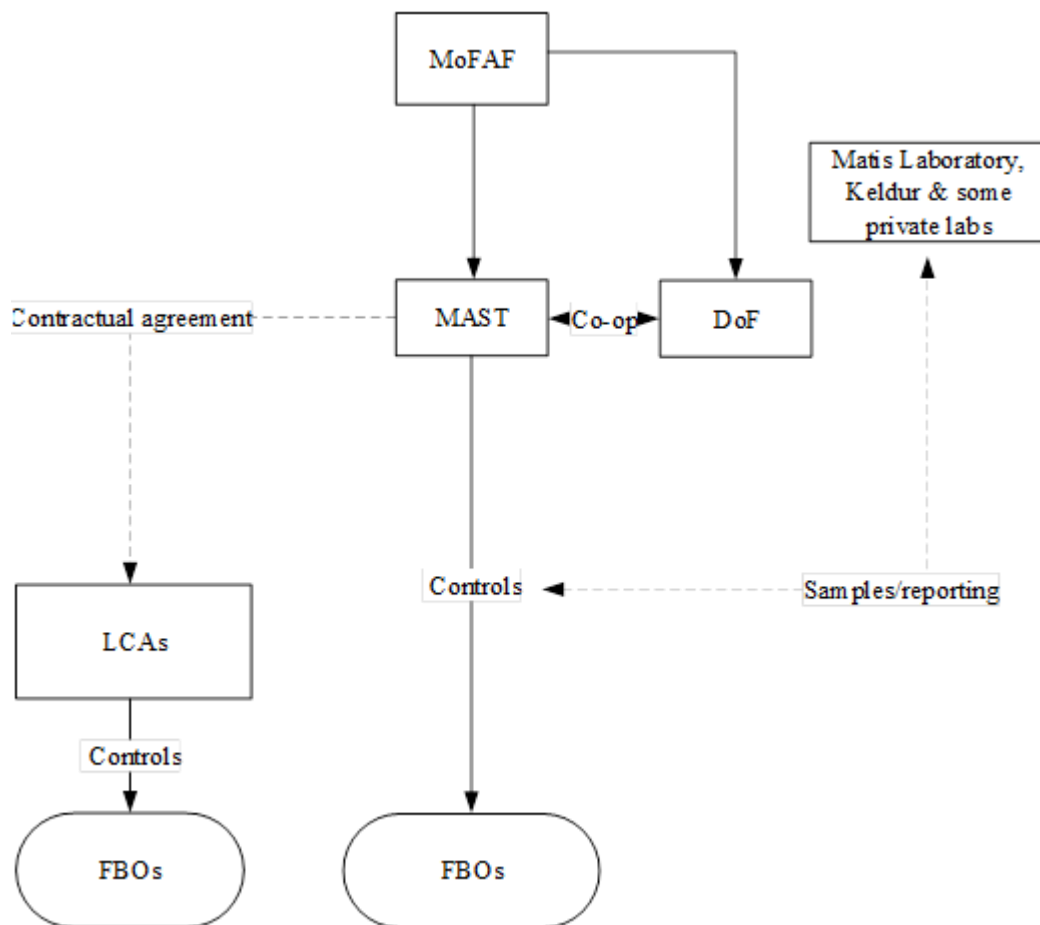 MoFAF
Matis Laboratory,
Keldur & some
private labs
Contractual agreement
MAST
Co-op
DoF
Controls
Samples/reporting
LCAs
Controls
FBOs
FBOs